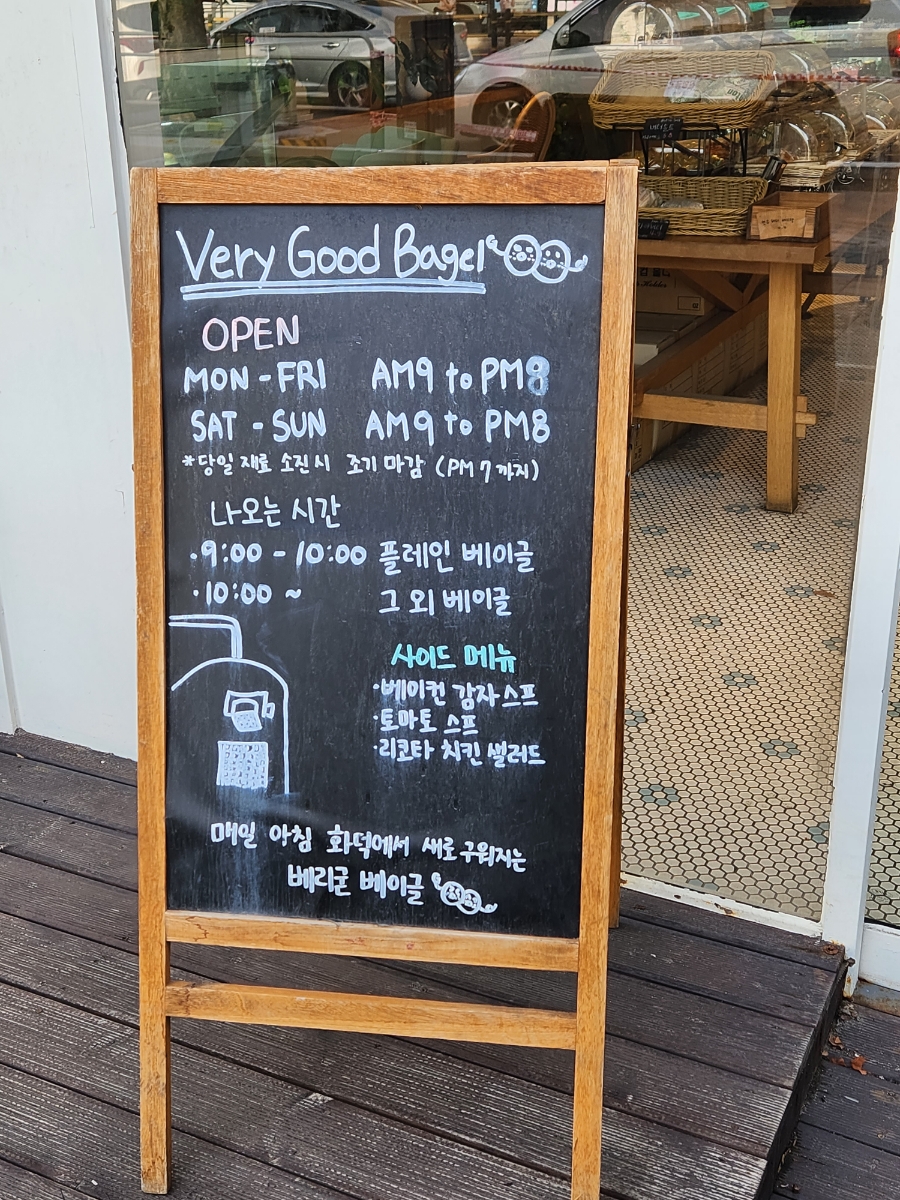 Very Good Bagel
OPEN
MON - FRI AM9 to PM8
SAT - SUN AM9 to PM8
*당일 재료 소진시 조기 마감 (PM 7까지)
나오는 시간
·9:00 - 10:00 플레인 베이글
·10:00 ~ 그 외 베이글
사이드 메뉴
·베이컨 감자스프
·토마토 스프
·리코타 치킨 샐러드
매일 아침 화덕에서 새로 구워지는
베리굳 베이글